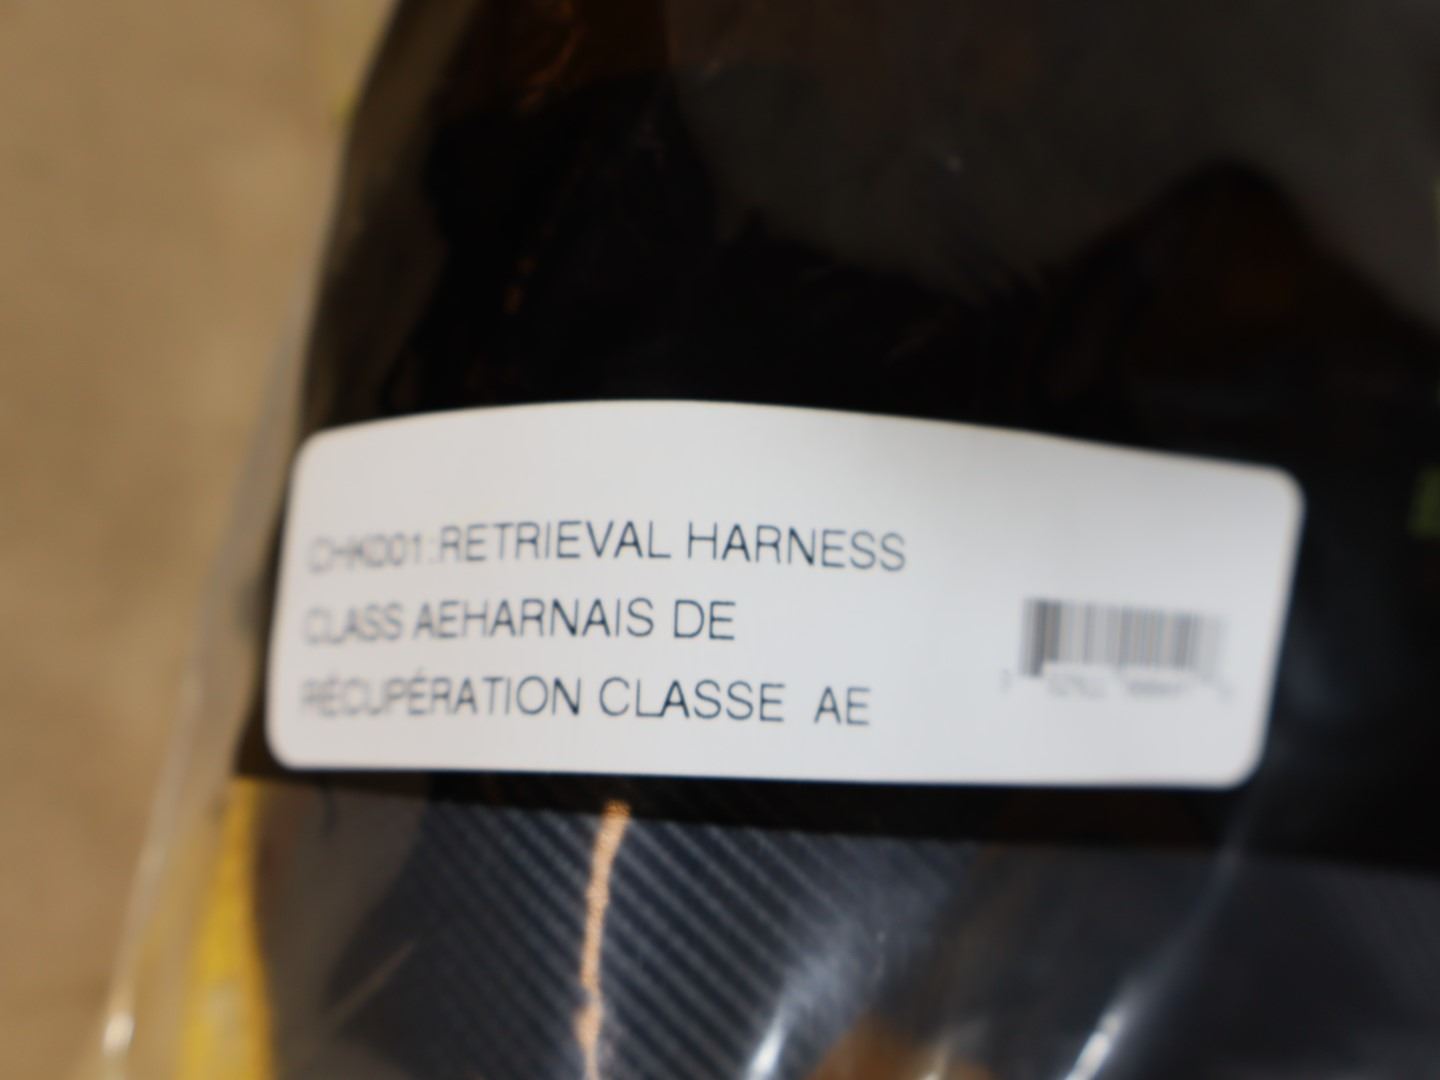 CHK001:RETRIEVAL HARNESS
CLASS AEHARNAIS DE
RÉCUPÉRATION CLASSE AE